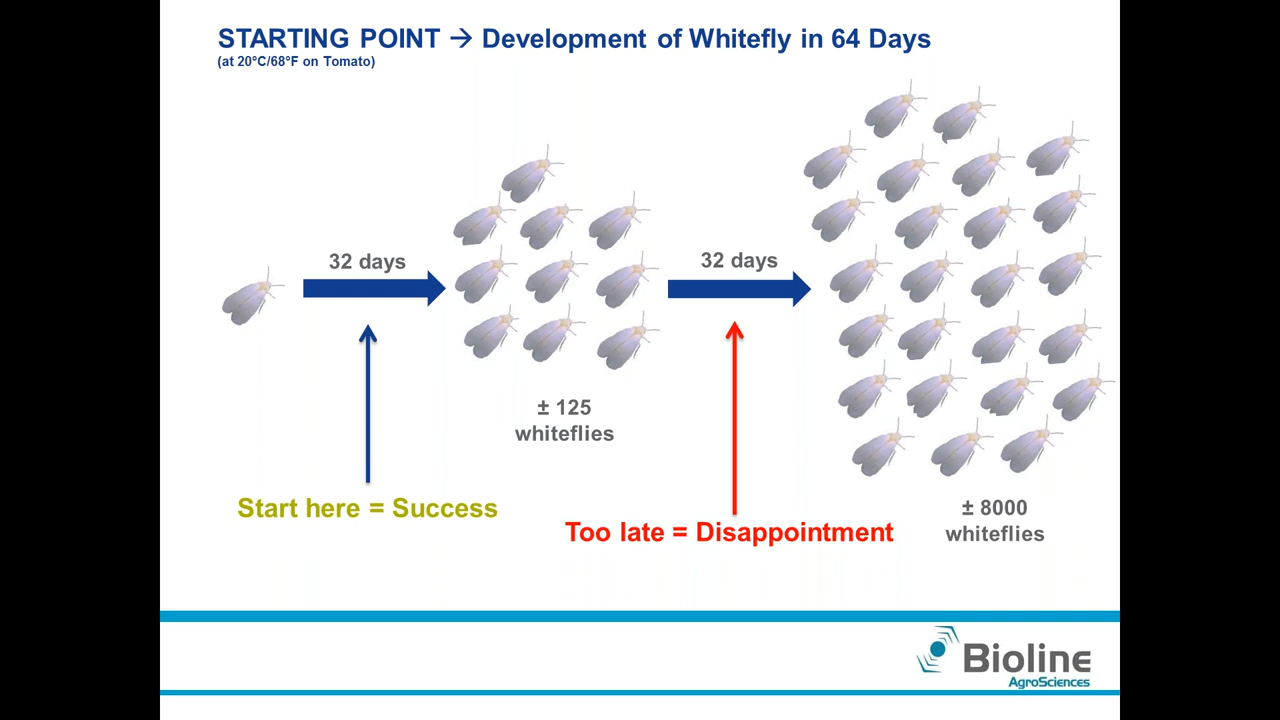 STARTING POINT → Development of Whitefly in 64 Days
(at 20°C/68°F on Tomato)
32 days
32 days
± 125
whiteflies
Start here = Success
Too late = Disappointment
± 8000
whiteflies
Bioline
AgroSciences